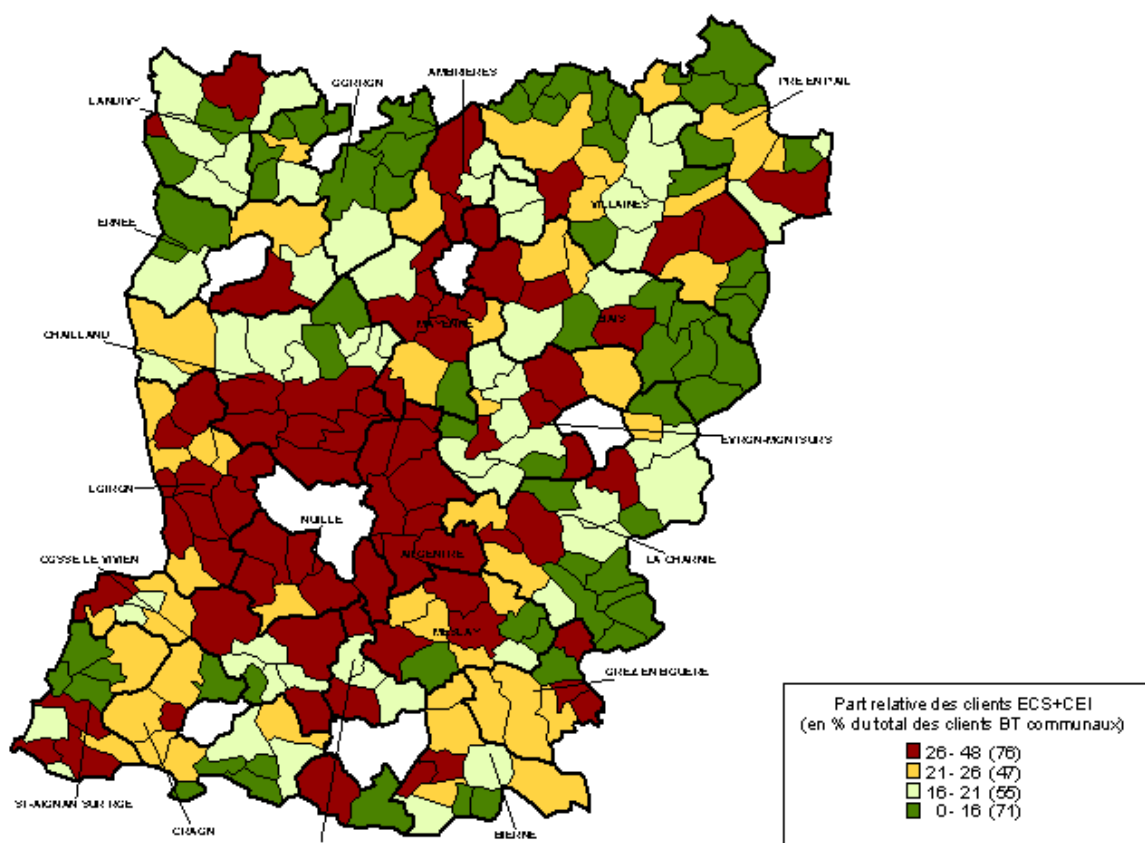 GORRON
AMBRIERES
PRE EN PAIL
LANDIVY
VILLAINES
ERNEE
MAYENNE
BAIS
CHAILLAND
EVRON-MONTSURS
LOIRON
NUILLE
ARGENTRE
LA CHARNIE
COSSE LE VIVIEN
MESLAY
GREZ EN BOUERE
ST-AIGNAN SUR ROE
CRAON
BIERNE
Part relative des clients ECS+CEI
(en % du total des clients BT communaux)
26 - 48 (76)
21 - 26 (47)
16 - 21 (55)
0 - 16 (71)